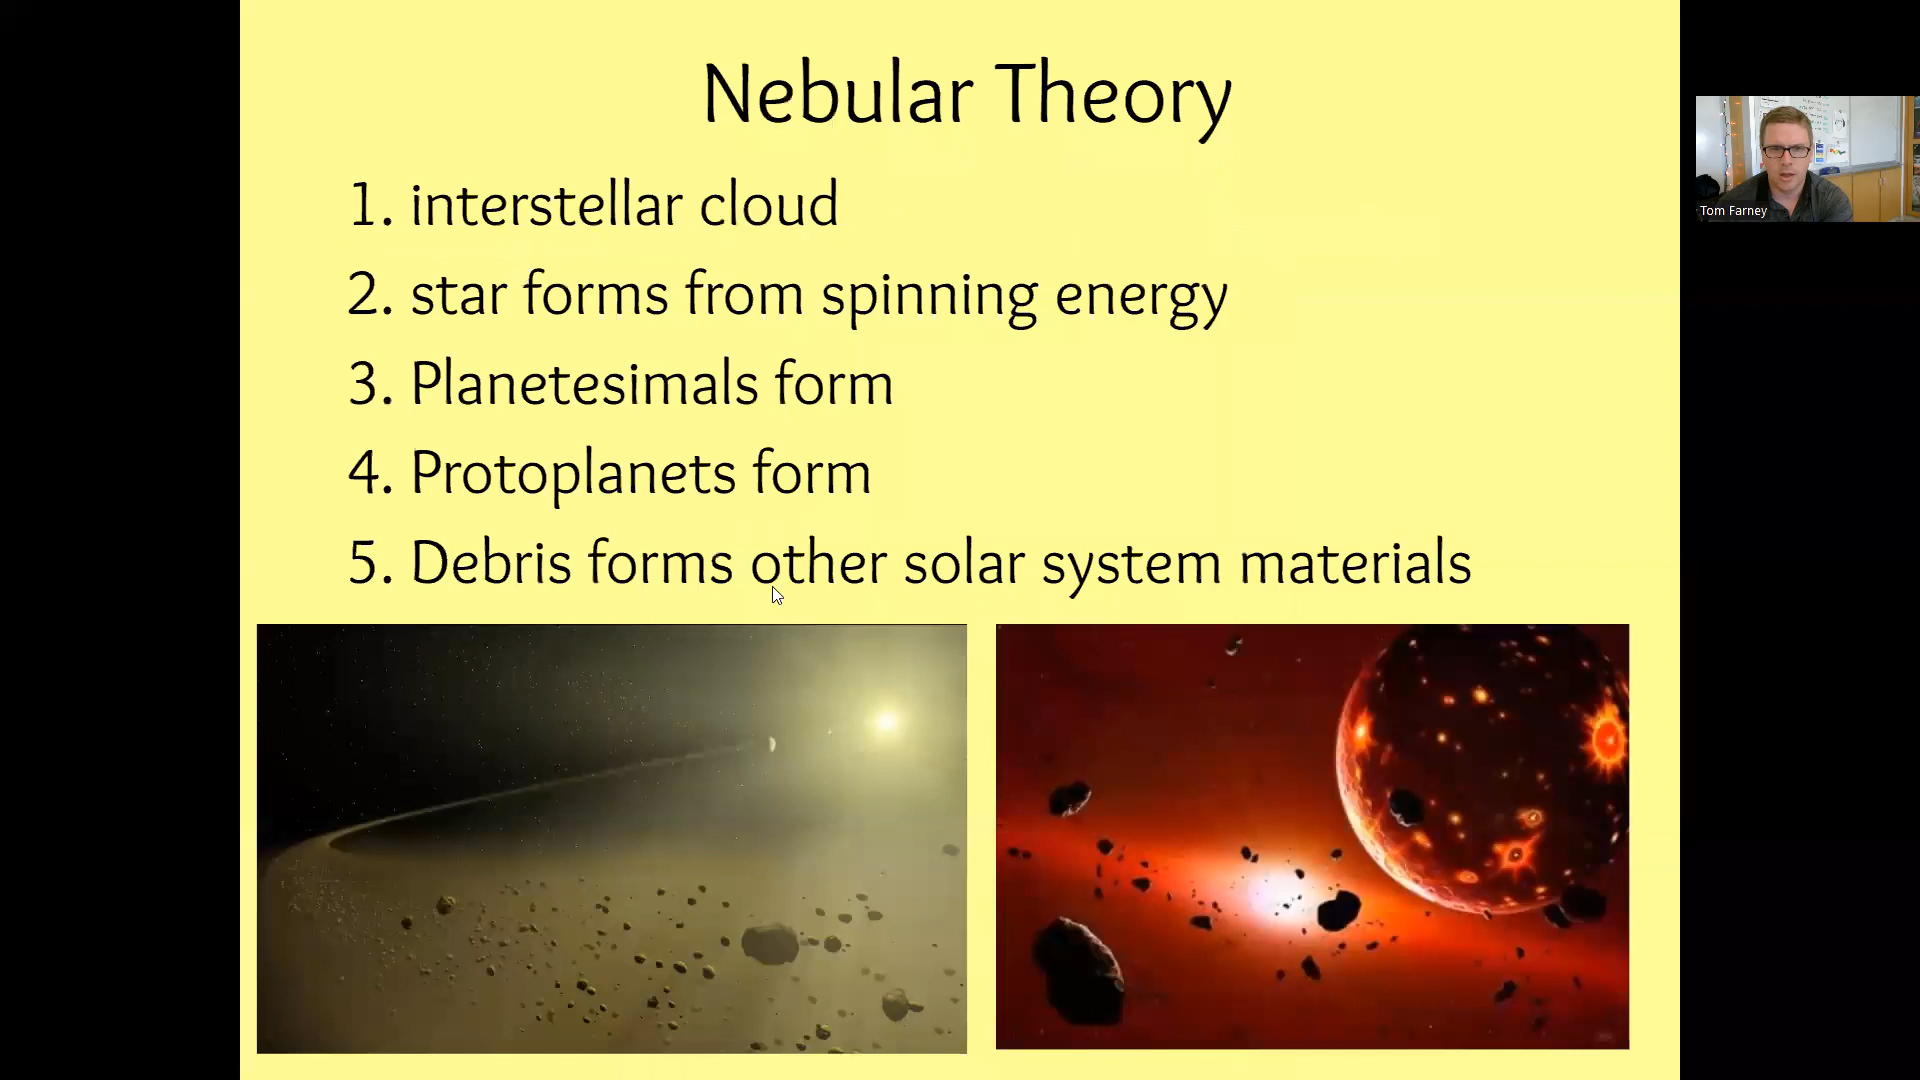 Nebular Theory
1. interstellar cloud
2. star forms from spinning energy
3. Planetesimals form
4. Protoplanets form
5. Debris forms other solar system materials
Tom Farney